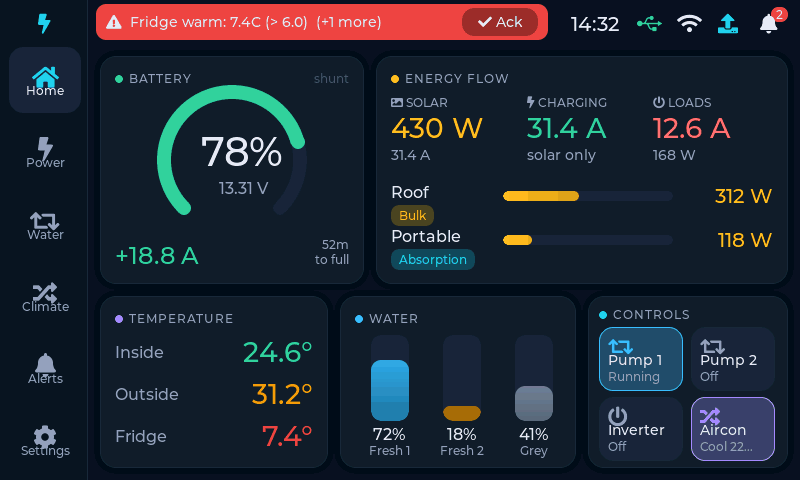 Fridge warm: 7.4C (> 6.0) (+1 more)
Ack
14:32
2
Home
Power
Water
Climate
Alerts
Settings
BATTERY
shunt
78%
13.31 V
+18.8 A
52m
to full
ENERGY FLOW
SOLAR
430 W
31.4 A
CHARGING
31.4 A
solar only
LOADS
12.6 A
168 W
Roof
312 W
Bulk
Portable
118 W
Absorption
TEMPERATURE
Inside 24.6°
Outside 31.2°
Fridge 7.4°
WATER
72%
Fresh 1
18%
Fresh 2
41%
Grey
CONTROLS
Pump 1
Running
Pump 2
Off
Inverter
Off
Aircon
Cool 22...